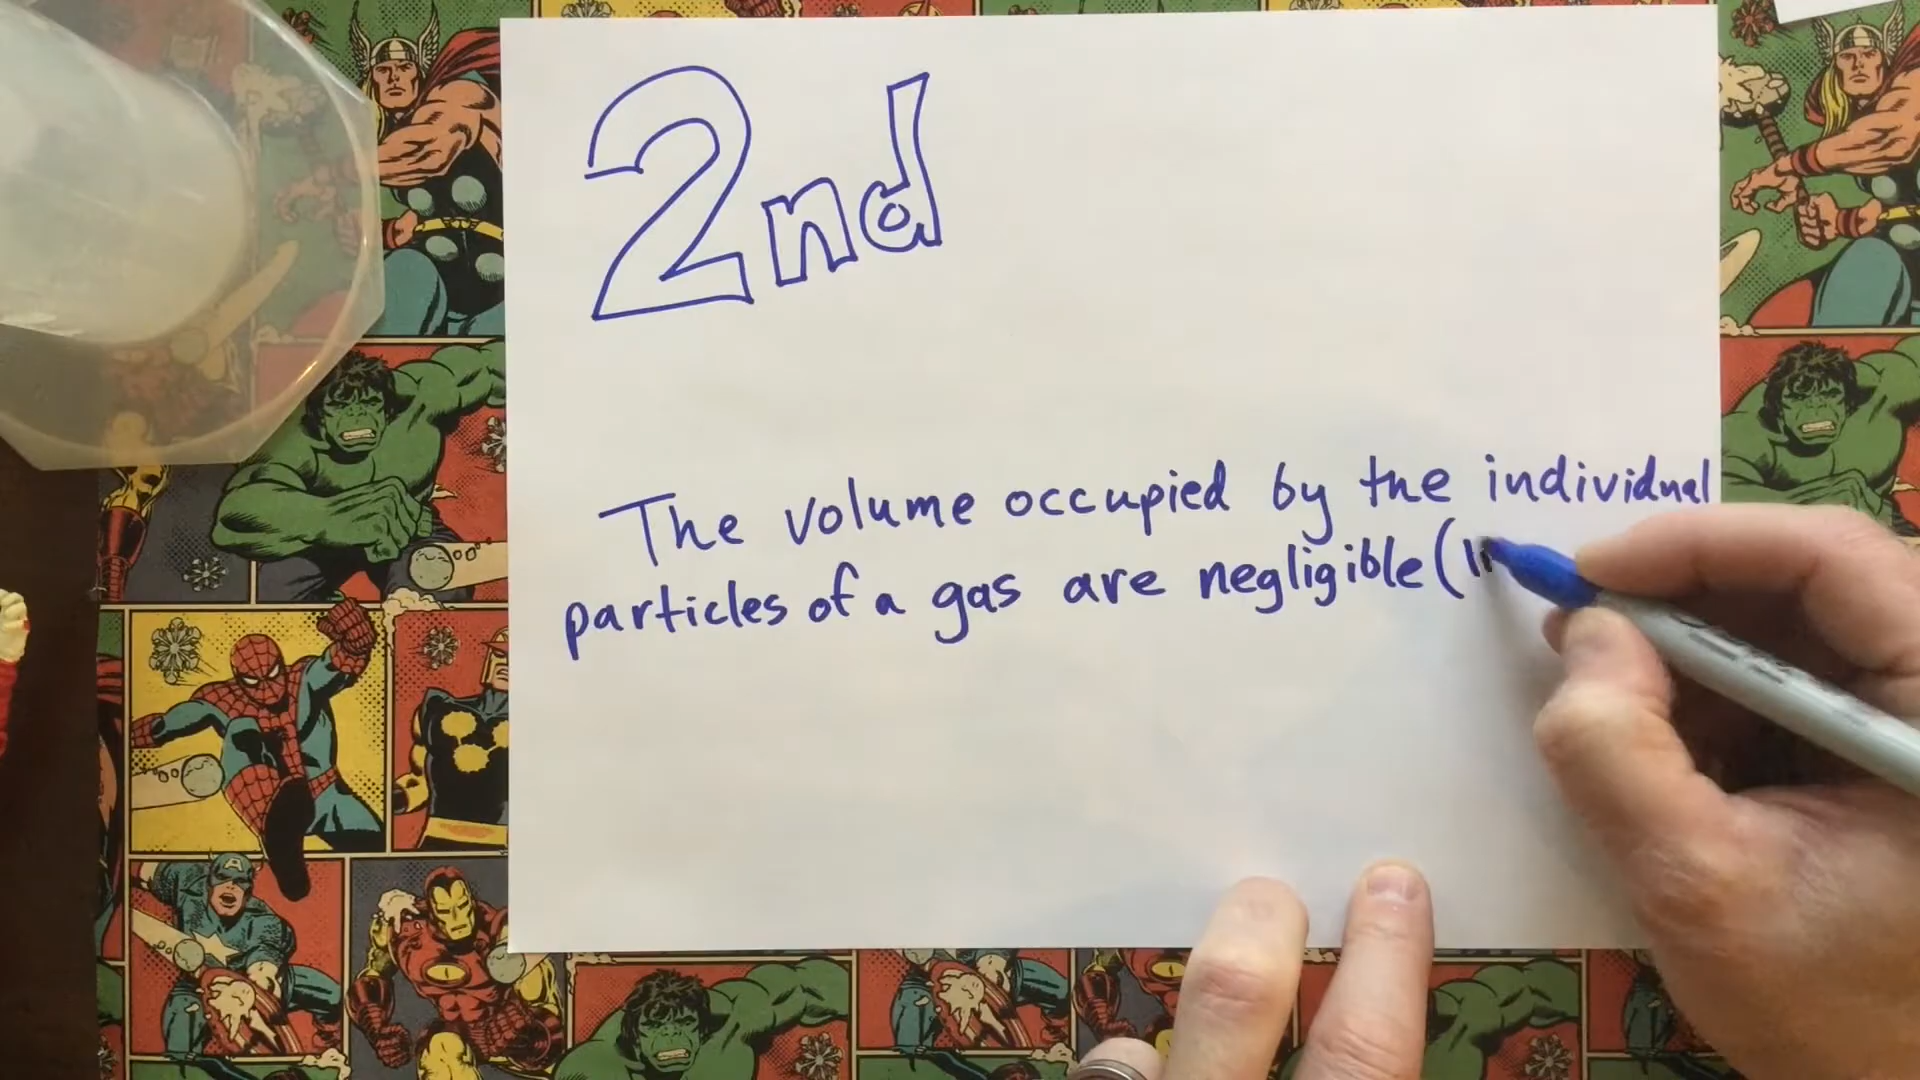 2nd
The volume occupied by the individual
particles of a gas are negligible (